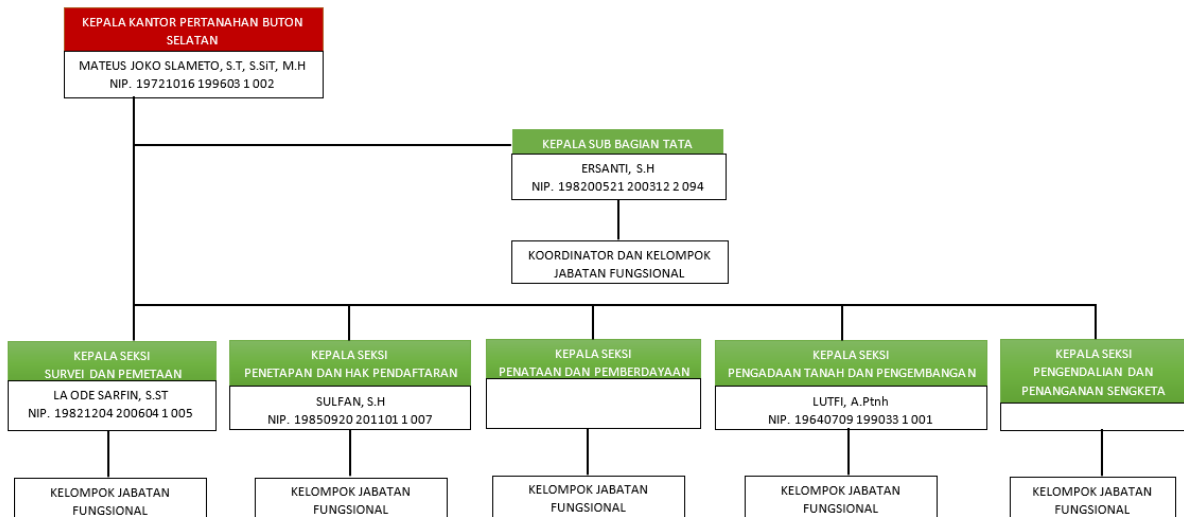 KEPALA KANTOR PERTANAHAN BUTON
SELATAN
MATEUS JOKO SLAMETO, S.T, S.SiT, M.H
NIP. 19721016 199603 1 002
KEPALA SUB BAGIAN TATA
ERSANTI, S.H
NIP. 198200521 200312 2 094
KOORDINATOR DAN KELOMPOK
JABATAN FUNGSIONAL
KEPALA SEKSI
SURVEI DAN PEMETAAN
LA ODE SARFIN, S.ST
NIP. 19821204 200604 1 005
KELOMPOK JABATAN
FUNGSIONAL
KEPALA SEKSI
PENETAPAN DAN HAK PENDAFTARAN
SULFAN, S.H
NIP. 19850920 201101 1 007
KELOMPOK JABATAN
FUNGSIONAL
KEPALA SEKSI
PENATAAN DAN PEMBERDAYAAN
KELOMPOK JABATAN
FUNGSIONAL
KEPALA SEKSI
PENGADAAN TANAH DAN PENGEMBANGAN
LUTFI, A.Ptnh
NIP. 19640709 199033 1 001
KELOMPOK JABATAN
FUNGSIONAL
KEPALA SEKSI
PENGENDALIAN DAN
PENANGANAN SENGKETA
KELOMPOK JABATAN
FUNGSIONAL